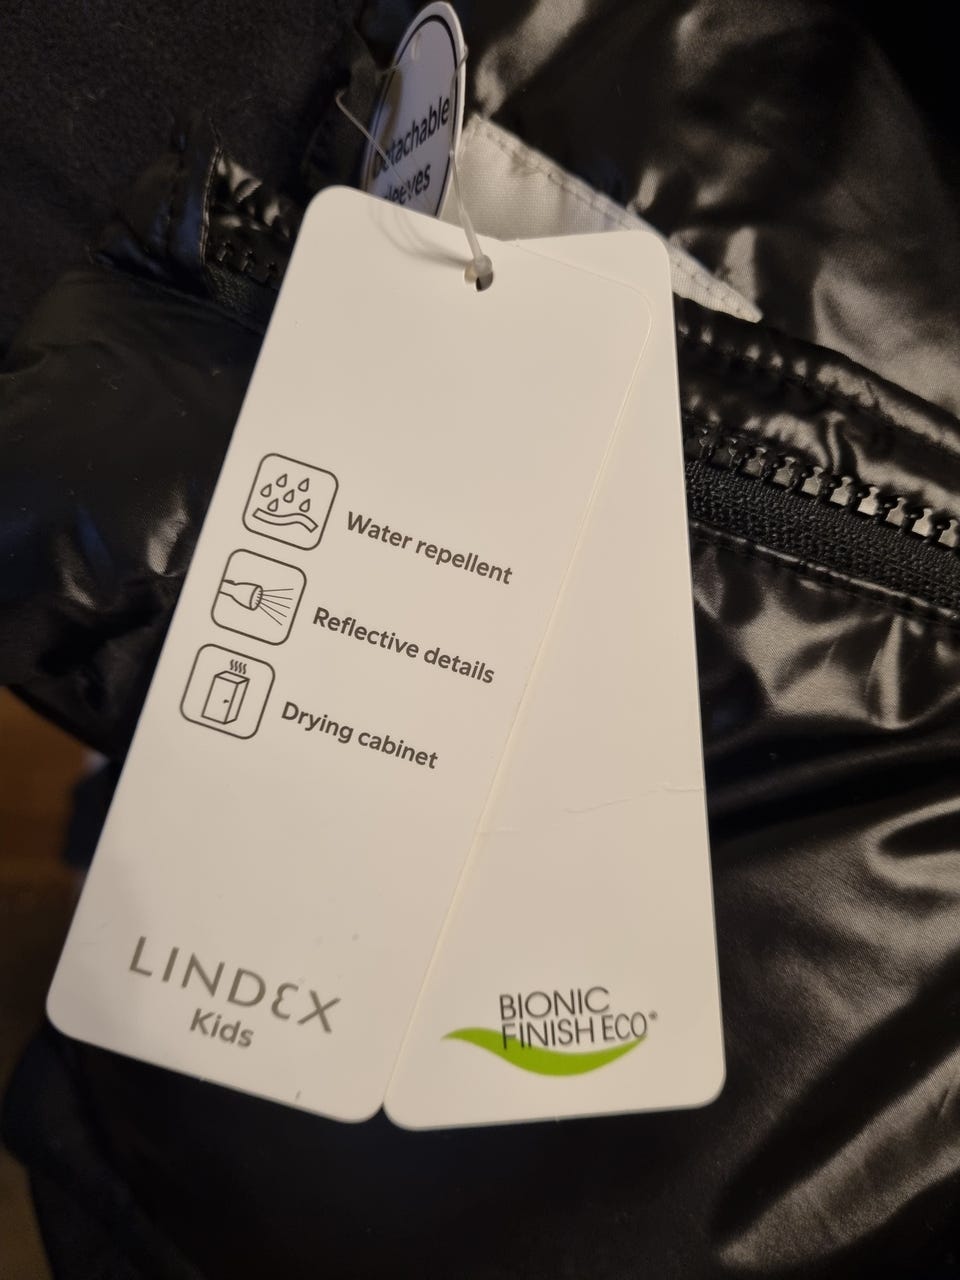 Detachable
sleeves
Water repellent
Reflective details
Drying cabinet
LINDEX
Kids
BIONIC
FINISH ECO®